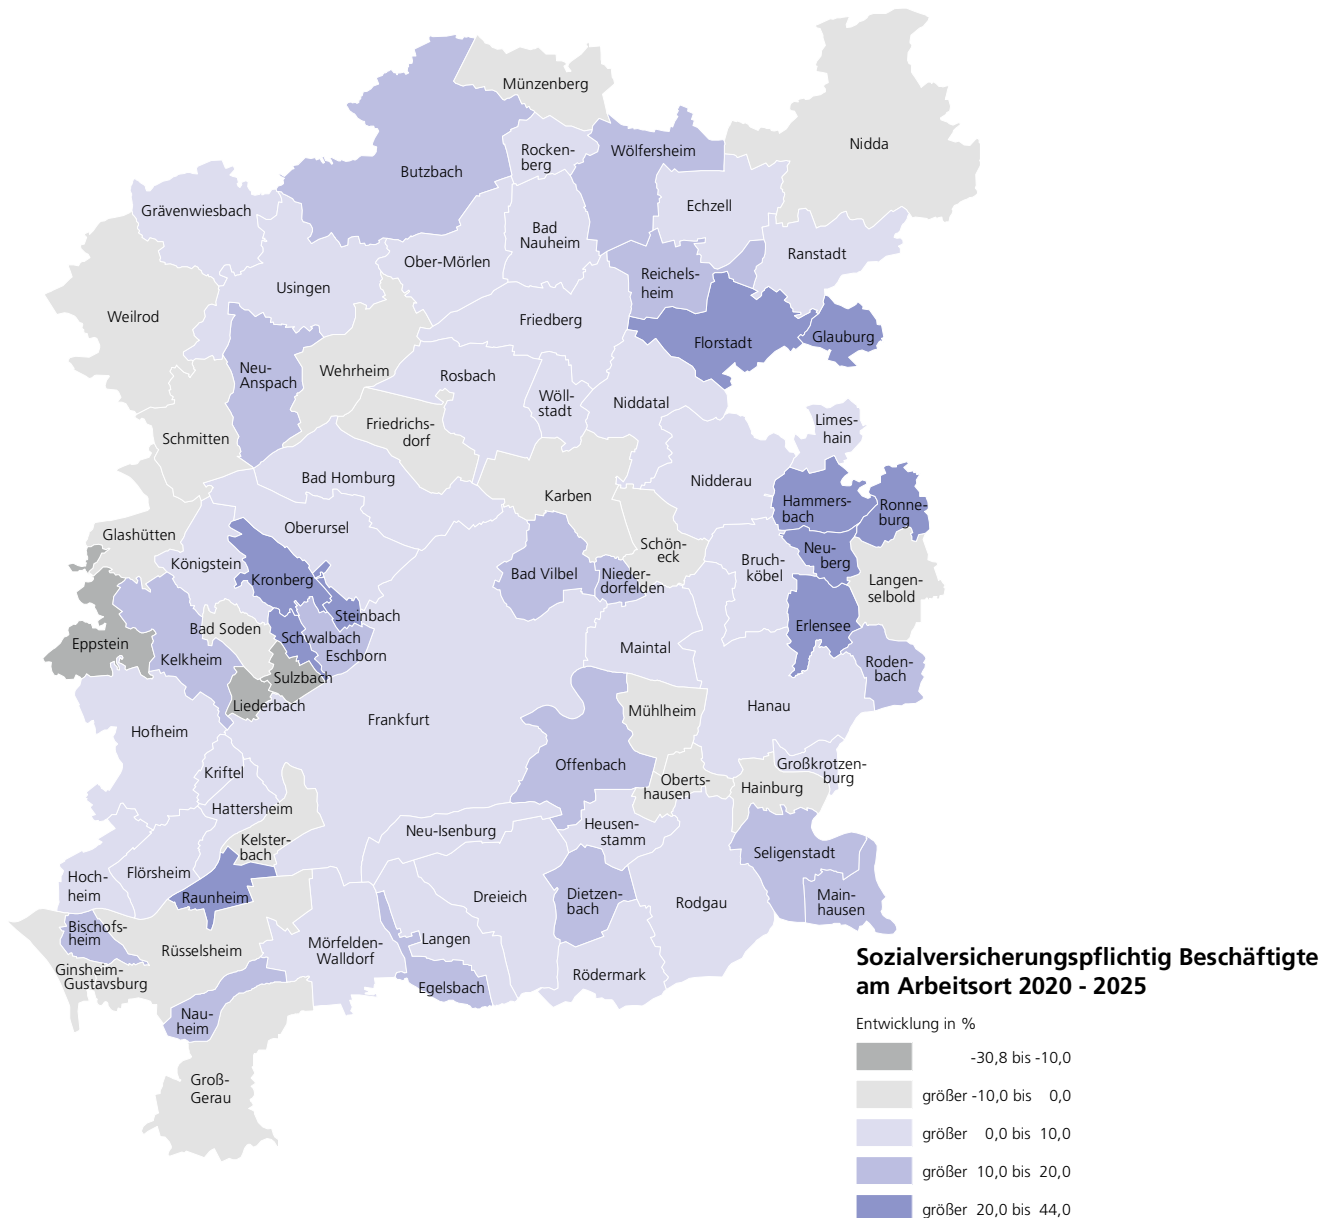 Münzenberg
Nidda
Rocken-
berg
Wölfersheim
Butzbach
Echzell
Grävenwiesbach
Bad
Nauheim
Ranstadt
Ober-Mörlen
Reichels-
heim
Usingen
Weilrod
Friedberg
Florstadt
Glauburg
Neu-
Anspach
Wehrheim
Rosbach
Wöll-
stadt
Niddatal
Friedrichs-
dorf
Limes-
hain
Schmitten
Bad Homburg
Karben
Nidderau
Hammers-
bach
Ronne-
burg
Glashütten
Oberursel
Schön-
eck
Neu-
berg
Königstein
Kronberg
Bad Vilbel
Nieder-
dorfelden
Bruch-
köbel
Langen-
selbold
Steinbach
Bad Soden
Schwalbach
Erlensee
Eppstein
Kelkheim
Eschborn
Maintal
Roden-
bach
Sulzbach
Liederbach
Frankfurt
Mühlheim
Hanau
Hofheim
Kriftel
Offenbach
Oberts-
hausen
Großkrotzen-
burg
Hainburg
Hattersheim
Kelster-
bach
Neu-Isenburg
Heusen-
stamm
Seligenstadt
Hoch-
heim
Flörsheim
Raunheim
Dreieich
Dietzen-
bach
Rodgau
Main-
hausen
Bischofs-
heim
Rüsselsheim
Mörfelden-
Walldorf
Langen
Ginsheim-
Gustavsburg
Egelsbach
Rödermark
Nau-
heim
Groß-
Gerau
Sozialversicherungspflichtig Beschäftigte
am Arbeitsort 2020 - 2025
Entwicklung in %
-30,8 bis -10,0
größer -10,0 bis 0,0
größer 0,0 bis 10,0
größer 10,0 bis 20,0
größer 20,0 bis 44,0